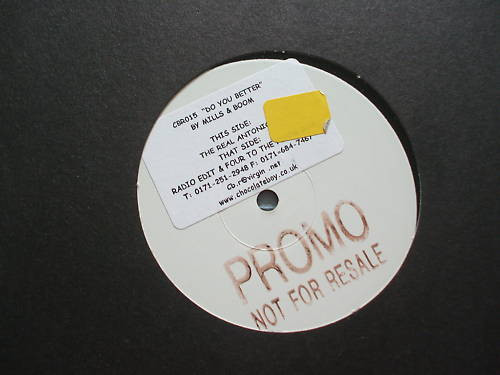 CBR015 "DO YOU BETTER"
BY MILLS & BOOM
THIS SIDE:
THE REAL ANTONIO
THAT SIDE:
RADIO EDIT & FOUR TO THE
T: 0171-251-2948 F: 0171-684-7467
Cb.r@virgin.net
www.chocolateboy.co.uk
PROMO
NOT FOR RESALE